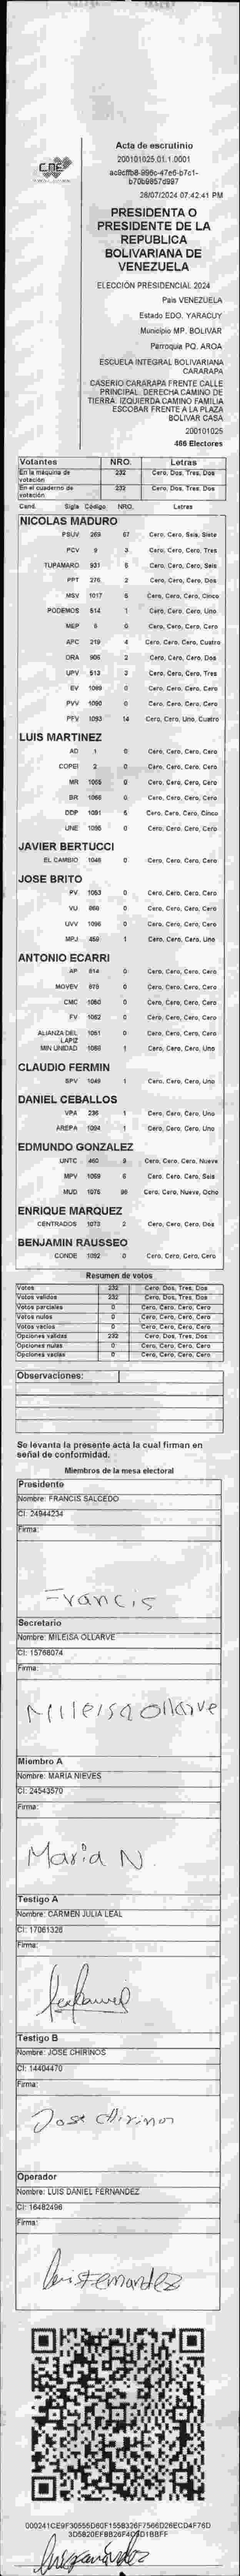 CNE
Acta de escrutinio
200101025.01.1.0001
ac9cffb8-996c-47e6-b7c1-
b70b9857d997
28/07/2024 07:42:41 PM
PRESIDENTA O
PRESIDENTE DE LA
REPUBLICA
BOLIVARIANA DE
VENEZUELA
ELECCIÓN PRESIDENCIAL 2024
Pais VENEZUELA
Estado EDO. YARACUY
Municipio MP. BOLIVAR
Parroquia PQ. AROA
ESCUELA INTEGRAL BOLIVARIANA
CARARAPA
CASERIO CARARAPA FRENTE CALLE
PRINCIPAL. DERECHA CAMINO DE
TIERRA. IZQUIERDA CAMINO FAMILIA
ESCOBAR FRENTE A LA PLAZA
BOLIVAR CASA
200101025
466 Electores
Votantes NRO. Letras
En la máquina de votación 232 Cero, Dos, Tres, Dos
En el cuaderno de votación 232 Cero, Dos, Tres, Dos
Cand. Sigla Código NRO. Letras
NICOLAS MADURO
PSUV 269 67 Cero, Cero, Seis, Siete
PCV 9 3 Cero, Cero, Cero, Tres
TUPAMARO 931 6 Cero, Cero, Cero, Seis
PPT 276 2 Cero, Cero, Cero, Dos
MSV 1017 5 Cero, Cero, Cero, Cinco
PODEMOS 514 1 Cero, Cero, Cero, Uno
MEP 6 0 Cero, Cero, Cero, Cero
APC 219 4 Cero, Cero, Cero, Cuatro
ORA 905 2 Cero, Cero, Cero, Dos
UPV 513 3 Cero, Cero, Cero, Tres
EV 1099 0 Cero, Cero, Cero, Cero
PVV 1090 0 Cero, Cero, Cero, Cero
PFV 1093 14 Cero, Cero, Uno, Cuatro
LUIS MARTINEZ
AD 1 0 Cero, Cero, Cero, Cero
COPEI 2 0 Cero, Cero, Cero, Cero
MR 1065 0 Cero, Cero, Cero, Cero
BR 1066 0 Cero, Cero, Cero, Cero
DDP 1091 5 Cero, Cero, Cero, Cinco
UNE 1095 0 Cero, Cero, Cero, Cero
JAVIER BERTUCCI
EL CAMBIO 1046 0 Cero, Cero, Cero, Cero
JOSE BRITO
PV 1053 0 Cero, Cero, Cero, Cero
VU 860 0 Cero, Cero, Cero, Cero
UVV 1096 0 Cero, Cero, Cero, Cero
MPJ 459 1 Cero, Cero, Cero, Uno
ANTONIO ECARRI
AP 814 0 Cero, Cero, Cero, Cero
MOVEV 979 0 Cero, Cero, Cero, Cero
CMC 1060 0 Cero, Cero, Cero, Cero
FV 1062 0 Cero, Cero, Cero, Cero
ALIANZA DEL LAPIZ 1051 0 Cero, Cero, Cero, Cero
MIN UNIDAD 1068 1 Cero, Cero, Cero, Uno
CLAUDIO FERMIN
SPV 1049 1 Cero, Cero, Cero, Uno
DANIEL CEBALLOS
VPA 236 1 Cero, Cero, Cero, Uno
AREPA 1094 1 Cero, Cero, Cero, Uno
EDMUNDO GONZALEZ
UNTC 460 9 Cero, Cero, Cero, Nueve
MPV 1069 6 Cero, Cero, Cero, Seis
MUD 1075 98 Cero, Cero, Nueve, Ocho
ENRIQUE MARQUEZ
CENTRADOS 1073 2 Cero, Cero, Cero, Dos
BENJAMIN RAUSSEO
CONDE 1092 0 Cero, Cero, Cero, Cero
Resumen de votos
Votos 232 Cero, Dos, Tres, Dos
Votos validos 232 Cero, Dos, Tres, Dos
Votos parciales 0 Cero, Cero, Cero, Cero
Votos nulos 0 Cero, Cero, Cero, Cero
Votos vacios 0 Cero, Cero, Cero, Cero
Opciones validas 232 Cero, Dos, Tres, Dos
Opciones nulas 0 Cero, Cero, Cero, Cero
Opciones vacias 0 Cero, Cero, Cero, Cero
Observaciones:
Se levanta la presente acta la cual firman en
señal de conformidad.
Miembros de la mesa electoral
Presidente
Nombre: FRANCIS SALCEDO
CI: 24944234
Firma:
Francis
Secretario
Nombre: MILEISA OLLARVE
CI: 15766074
Firma:
Mileisa Ollarve
Miembro A
Nombre: MARIA NIEVES
CI: 24543570
Firma:
Maria N
Testigo A
Nombre: CARMEN JULIA LEAL
CI: 17061326
Firma:
Testigo B
Nombre: JOSE CHIRINOS
CI: 14404470
Firma:
Jose chirinos
Operador
Nombre: LUIS DANIEL FERNANDEZ
CI: 16482496
Firma:
Luis Fernandez
000241CE9F30655D60F155B326F7566D26ECD4F76D
3D5820EFBB26F4D9D1BBFF